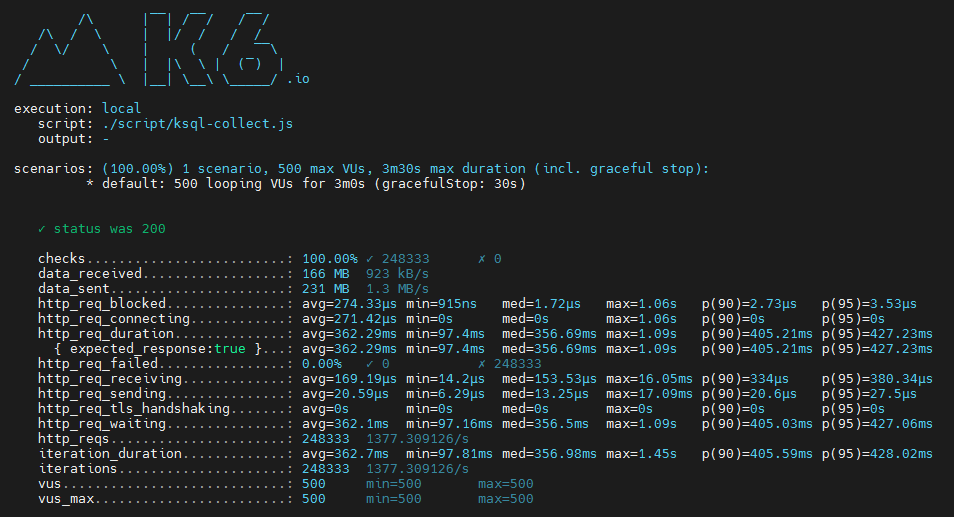 .io
execution: local
script: ./script/ksql-collect.js
output: -
scenarios: (100.00%) 1 scenario, 500 max VUs, 3m30s max duration (incl. graceful stop):
* default: 500 looping VUs for 3m0s (gracefulStop: 30s)
✓ status was 200
checks.........................: 100.00% ✓ 248333 ✗ 0
data_received..................: 166 MB 923 kB/s
data_sent......................: 231 MB 1.3 MB/s
http_req_blocked...............: avg=274.33µs min=915ns med=1.72µs max=1.06s p(90)=2.73µs p(95)=3.53µs
http_req_connecting............: avg=271.42µs min=0s med=0s max=1.06s p(90)=0s p(95)=0s
http_req_duration..............: avg=362.29ms min=97.4ms med=356.69ms max=1.09s p(90)=405.21ms p(95)=427.23ms
{ expected_response:true }...: avg=362.29ms min=97.4ms med=356.69ms max=1.09s p(90)=405.21ms p(95)=427.23ms
http_req_failed................: 0.00% ✓ 0 ✗ 248333
http_req_receiving.............: avg=169.19µs min=14.2µs med=153.53µs max=16.05ms p(90)=334µs p(95)=380.34µs
http_req_sending...............: avg=20.59µs min=6.29µs med=13.25µs max=17.09ms p(90)=20.6µs p(95)=27.5µs
http_req_tls_handshaking.......: avg=0s min=0s med=0s max=0s p(90)=0s p(95)=0s
http_req_waiting...............: avg=362.1ms min=97.16ms med=356.5ms max=1.09s p(90)=405.03ms p(95)=427.06ms
http_reqs......................: 248333 1377.309126/s
iteration_duration.............: avg=362.7ms min=97.81ms med=356.98ms max=1.45s p(90)=405.59ms p(95)=428.02ms
iterations.....................: 248333 1377.309126/s
vus............................: 500 min=500 max=500
vus_max........................: 500 min=500 max=500